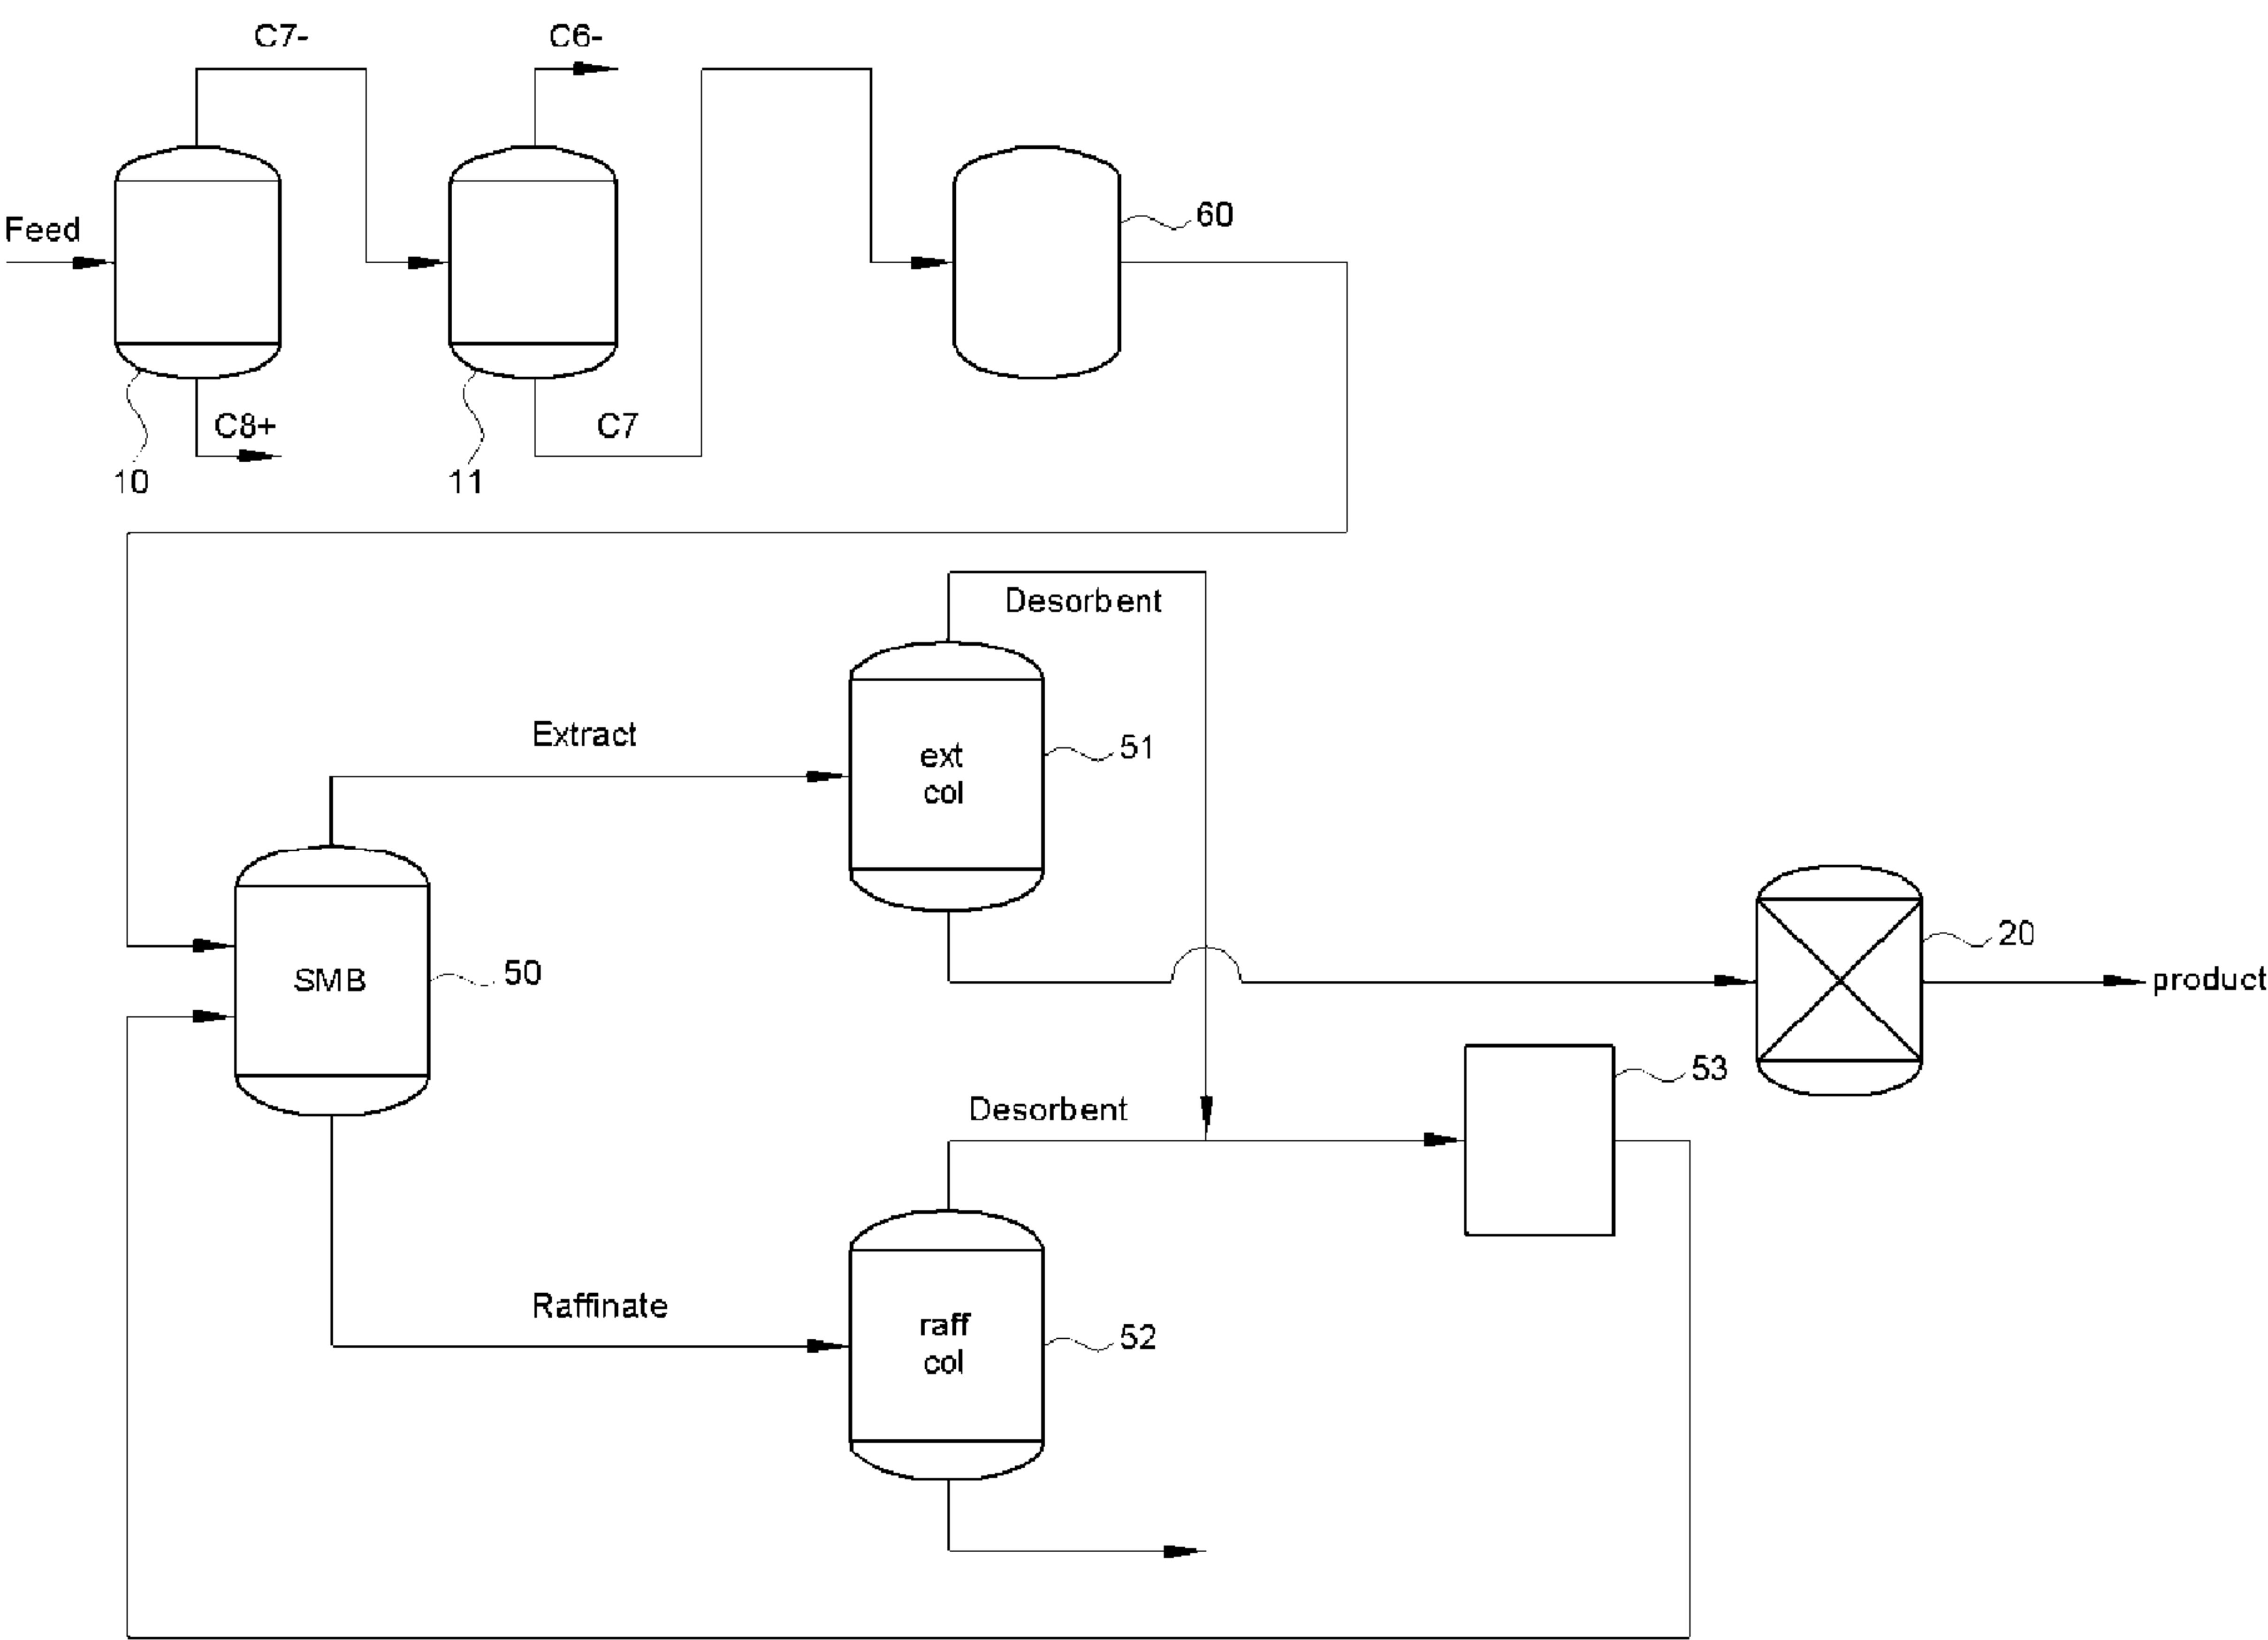 C7-
C6-
Feed
60
C8+
C7
10
11
Desorbent
Extract
51
ext
col
20
SMB
50
product
53
Desorbent
Raffinate
raff
col
52